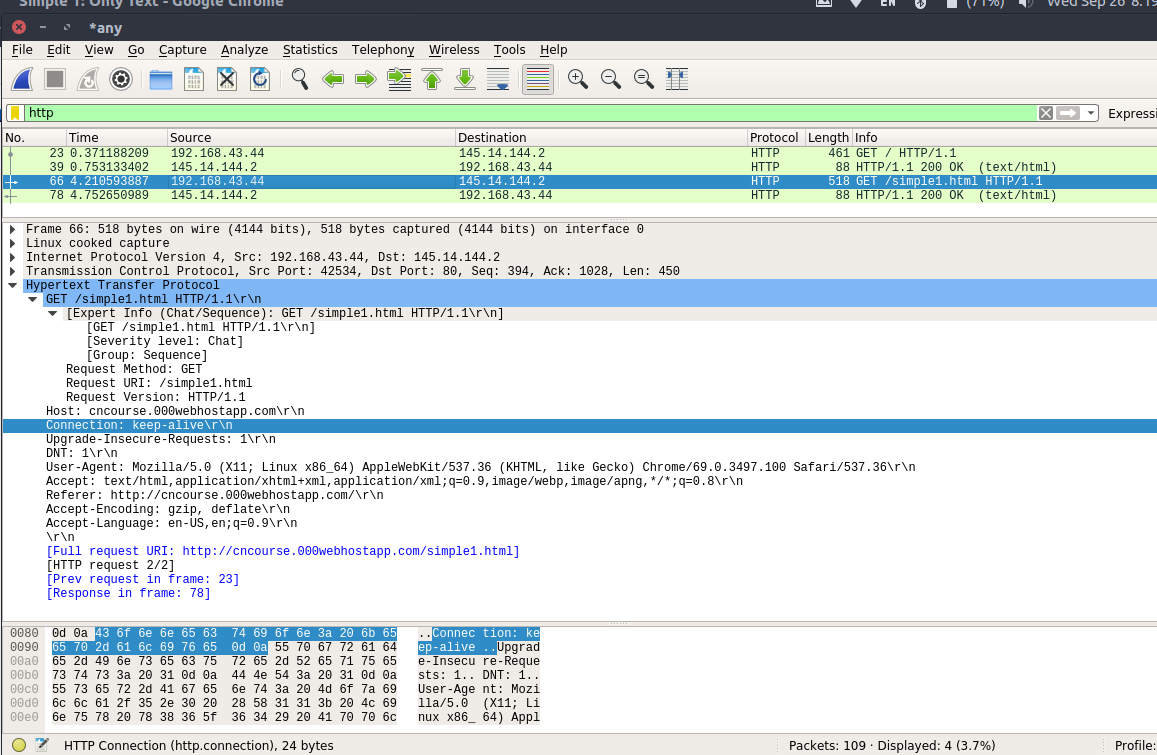 Simple 1: Only Text - Google Chrome EN (71%) Wed Sep 26 8:19
*any
File Edit View Go Capture Analyze Statistics Telephony Wireless Tools Help
http Expressi
No. Time Source Destination Protocol Length Info
23 0.371188209 192.168.43.44 145.14.144.2 HTTP 461 GET / HTTP/1.1
39 0.753133402 145.14.144.2 192.168.43.44 HTTP 88 HTTP/1.1 200 OK (text/html)
66 4.210593887 192.168.43.44 145.14.144.2 HTTP 518 GET /simple1.html HTTP/1.1
78 4.752650989 145.14.144.2 192.168.43.44 HTTP 88 HTTP/1.1 200 OK (text/html)
Frame 66: 518 bytes on wire (4144 bits), 518 bytes captured (4144 bits) on interface 0
Linux cooked capture
Internet Protocol Version 4, Src: 192.168.43.44, Dst: 145.14.144.2
Transmission Control Protocol, Src Port: 42534, Dst Port: 80, Seq: 394, Ack: 1028, Len: 450
Hypertext Transfer Protocol
GET /simple1.html HTTP/1.1\r\n
[Expert Info (Chat/Sequence): GET /simple1.html HTTP/1.1\r\n]
[GET /simple1.html HTTP/1.1\r\n]
[Severity level: Chat]
[Group: Sequence]
Request Method: GET
Request URI: /simple1.html
Request Version: HTTP/1.1
Host: cncourse.000webhostapp.com\r\n
Connection: keep-alive\r\n
Upgrade-Insecure-Requests: 1\r\n
DNT: 1\r\n
User-Agent: Mozilla/5.0 (X11; Linux x86_64) AppleWebKit/537.36 (KHTML, like Gecko) Chrome/69.0.3497.100 Safari/537.36\r\n
Accept: text/html,application/xhtml+xml,application/xml;q=0.9,image/webp,image/apng,*/*;q=0.8\r\n
Referer: http://cncourse.000webhostapp.com/\r\n
Accept-Encoding: gzip, deflate\r\n
Accept-Language: en-US,en;q=0.9\r\n
\r\n
[Full request URI: http://cncourse.000webhostapp.com/simple1.html]
[HTTP request 2/2]
[Prev request in frame: 23]
[Response in frame: 78]
0080 0d 0a 43 6f 6e 6e 65 63 74 69 6f 6e 3a 20 6b 65 ..Connec tion: ke
0090 65 70 2d 61 6c 69 76 65 0d 0a 55 70 67 72 61 64 ep-alive ..Upgrad
00a0 65 2d 49 6e 73 65 63 75 72 65 2d 52 65 71 75 65 e-Insecu re-Reque
00b0 73 74 73 3a 20 31 0d 0a 44 4e 54 3a 20 31 0d 0a sts: 1.. DNT: 1..
00c0 55 73 65 72 2d 41 67 65 6e 74 3a 20 4d 6f 7a 69 User-Age nt: Mozi
00d0 6c 6c 61 2f 35 2e 30 20 28 58 31 31 3b 20 4c 69 lla/5.0 (X11; Li
00e0 6e 75 78 20 78 38 36 5f 36 34 29 20 41 70 70 6c nux x86_ 64) Appl
HTTP Connection (http.connection), 24 bytes Packets: 109 · Displayed: 4 (3.7%) Profile: